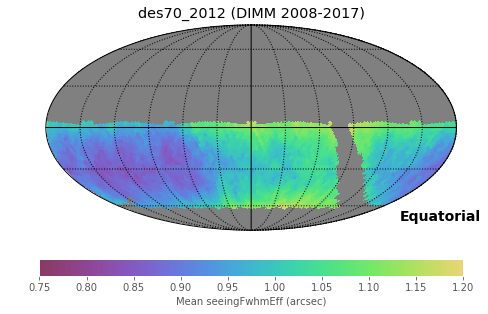 des70_2012 (DIMM 2008-2017)
Equatorial
0.75 0.80 0.85 0.90 0.95 1.00 1.05 1.10 1.15 1.20
Mean seeingFwhmEff (arcsec)